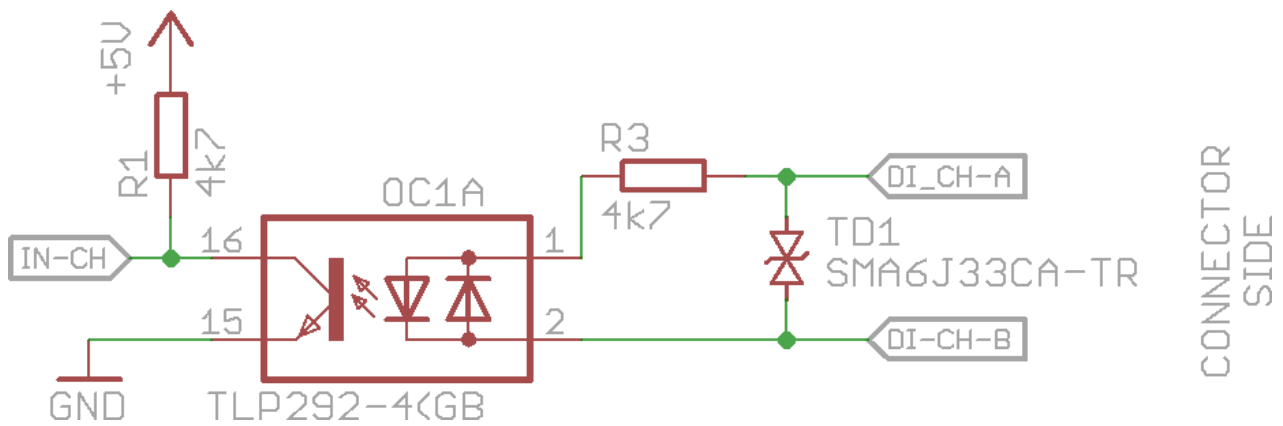 +5V
R1
4k7
IN-CH
16
15
GND
OC1A
TLP292-4(GB
1
2
R3
4k7
DI_CH-A
TD1
SMA6J33CA-TR
DI-CH-B
CONNECTOR
SIDE